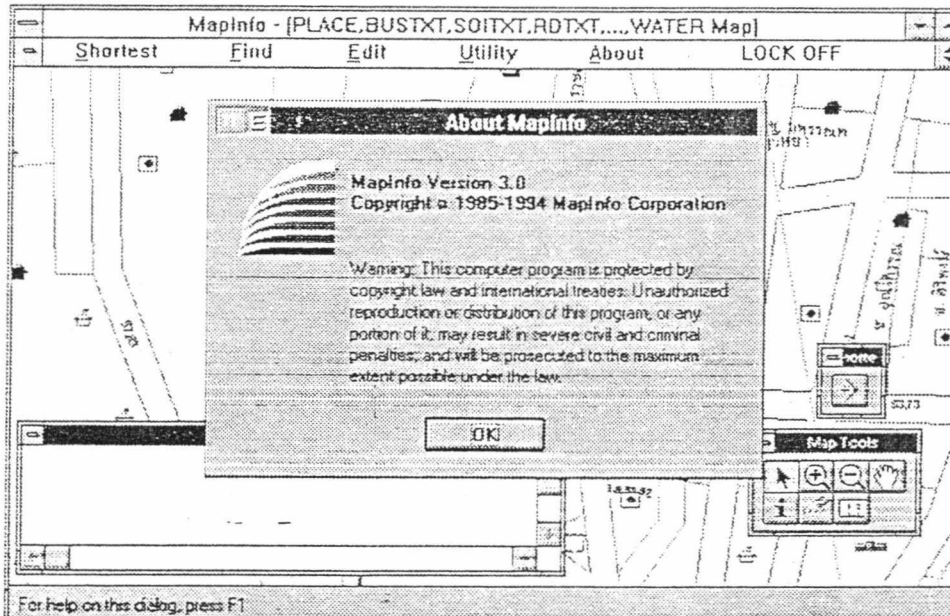 MapInfo - [PLACE,BUSTXT,SOITXT,RDTXT,...,WATER Map]
Shortest Find Edit Utility About LOCK OFF
About MapInfo
MapInfo Version 3.0
Copyright © 1985-1994 MapInfo Corporation
Warning: This computer program is protected by
copyright law and international treaties. Unauthorized
reproduction or distribution of this program, or any
portion of it, may result in severe civil and criminal
penalties, and will be prosecuted to the maximum
extent possible under the law.
OK
53,73
Map Tools
For help on this dialog, press F1